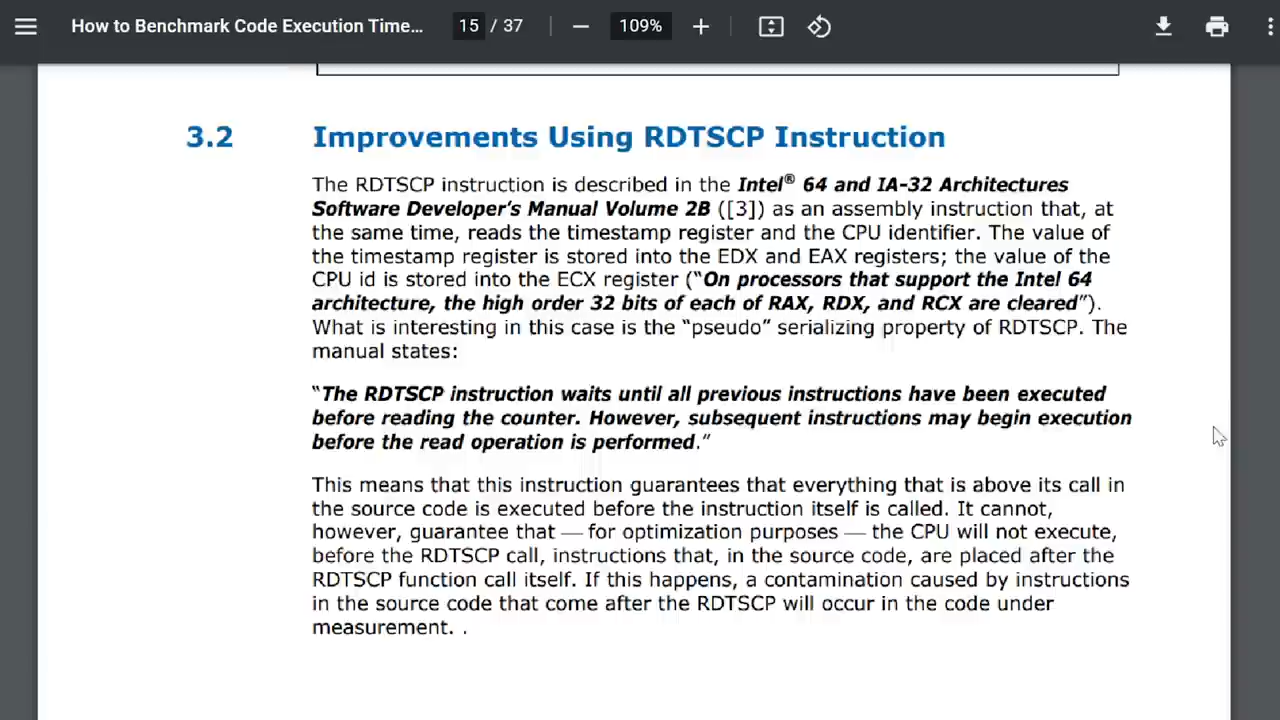 How to Benchmark Code Execution Time...
15 / 37
109%
3.2 Improvements Using RDTSCP Instruction
The RDTSCP instruction is described in the Intel® 64 and IA-32 Architectures
Software Developer’s Manual Volume 2B ([3]) as an assembly instruction that, at
the same time, reads the timestamp register and the CPU identifier. The value of
the timestamp register is stored into the EDX and EAX registers; the value of the
CPU id is stored into the ECX register (“On processors that support the Intel 64
architecture, the high order 32 bits of each of RAX, RDX, and RCX are cleared”).
What is interesting in this case is the “pseudo” serializing property of RDTSCP. The
manual states:
“The RDTSCP instruction waits until all previous instructions have been executed
before reading the counter. However, subsequent instructions may begin execution
before the read operation is performed.”
This means that this instruction guarantees that everything that is above its call in
the source code is executed before the instruction itself is called. It cannot,
however, guarantee that — for optimization purposes — the CPU will not execute,
before the RDTSCP call, instructions that, in the source code, are placed after the
RDTSCP function call itself. If this happens, a contamination caused by instructions
in the source code that come after the RDTSCP will occur in the code under
measurement. .